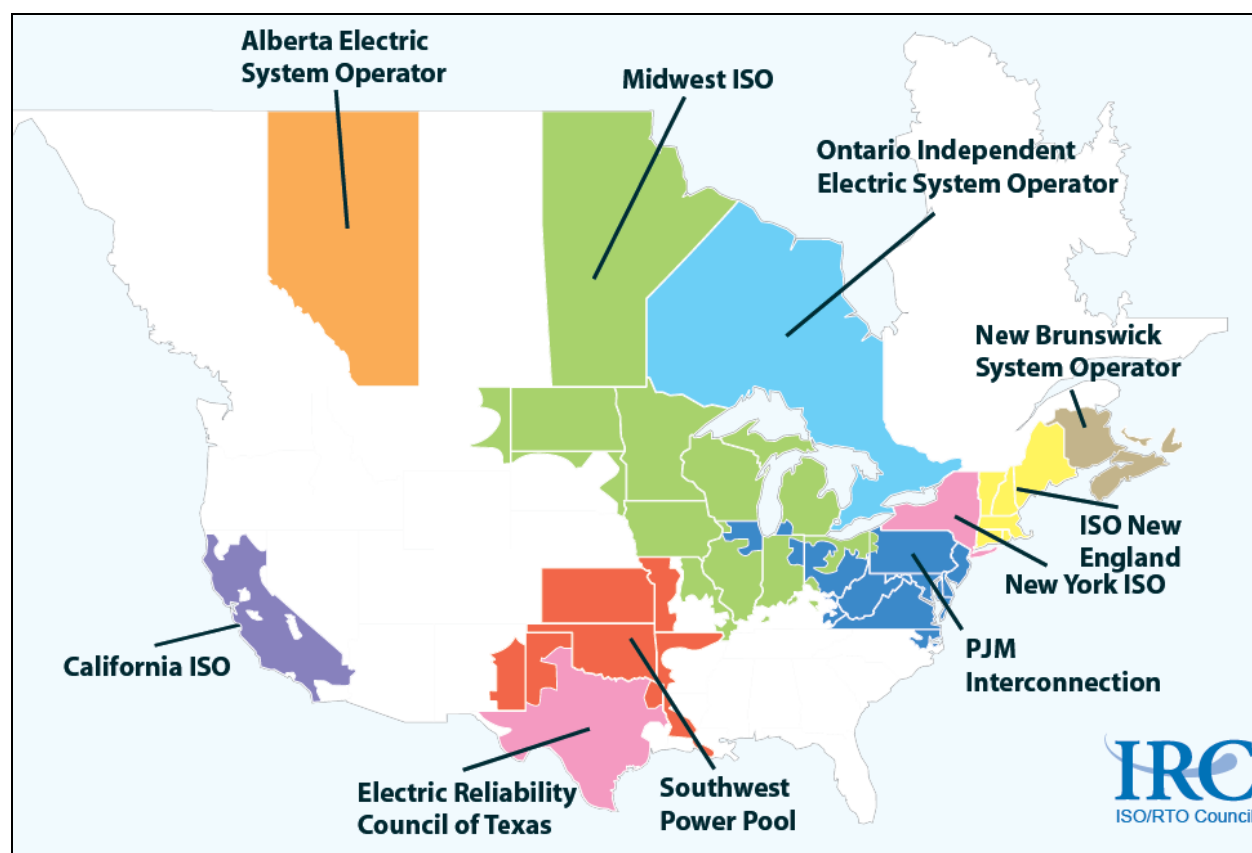 Alberta Electric
System Operator
Midwest ISO
Ontario Independent
Electric System Operator
New Brunswick
System Operator
ISO New
England
New York ISO
PJM
Interconnection
California ISO
Electric Reliability
Council of Texas
Southwest
Power Pool
IRC
ISO/RTO Council